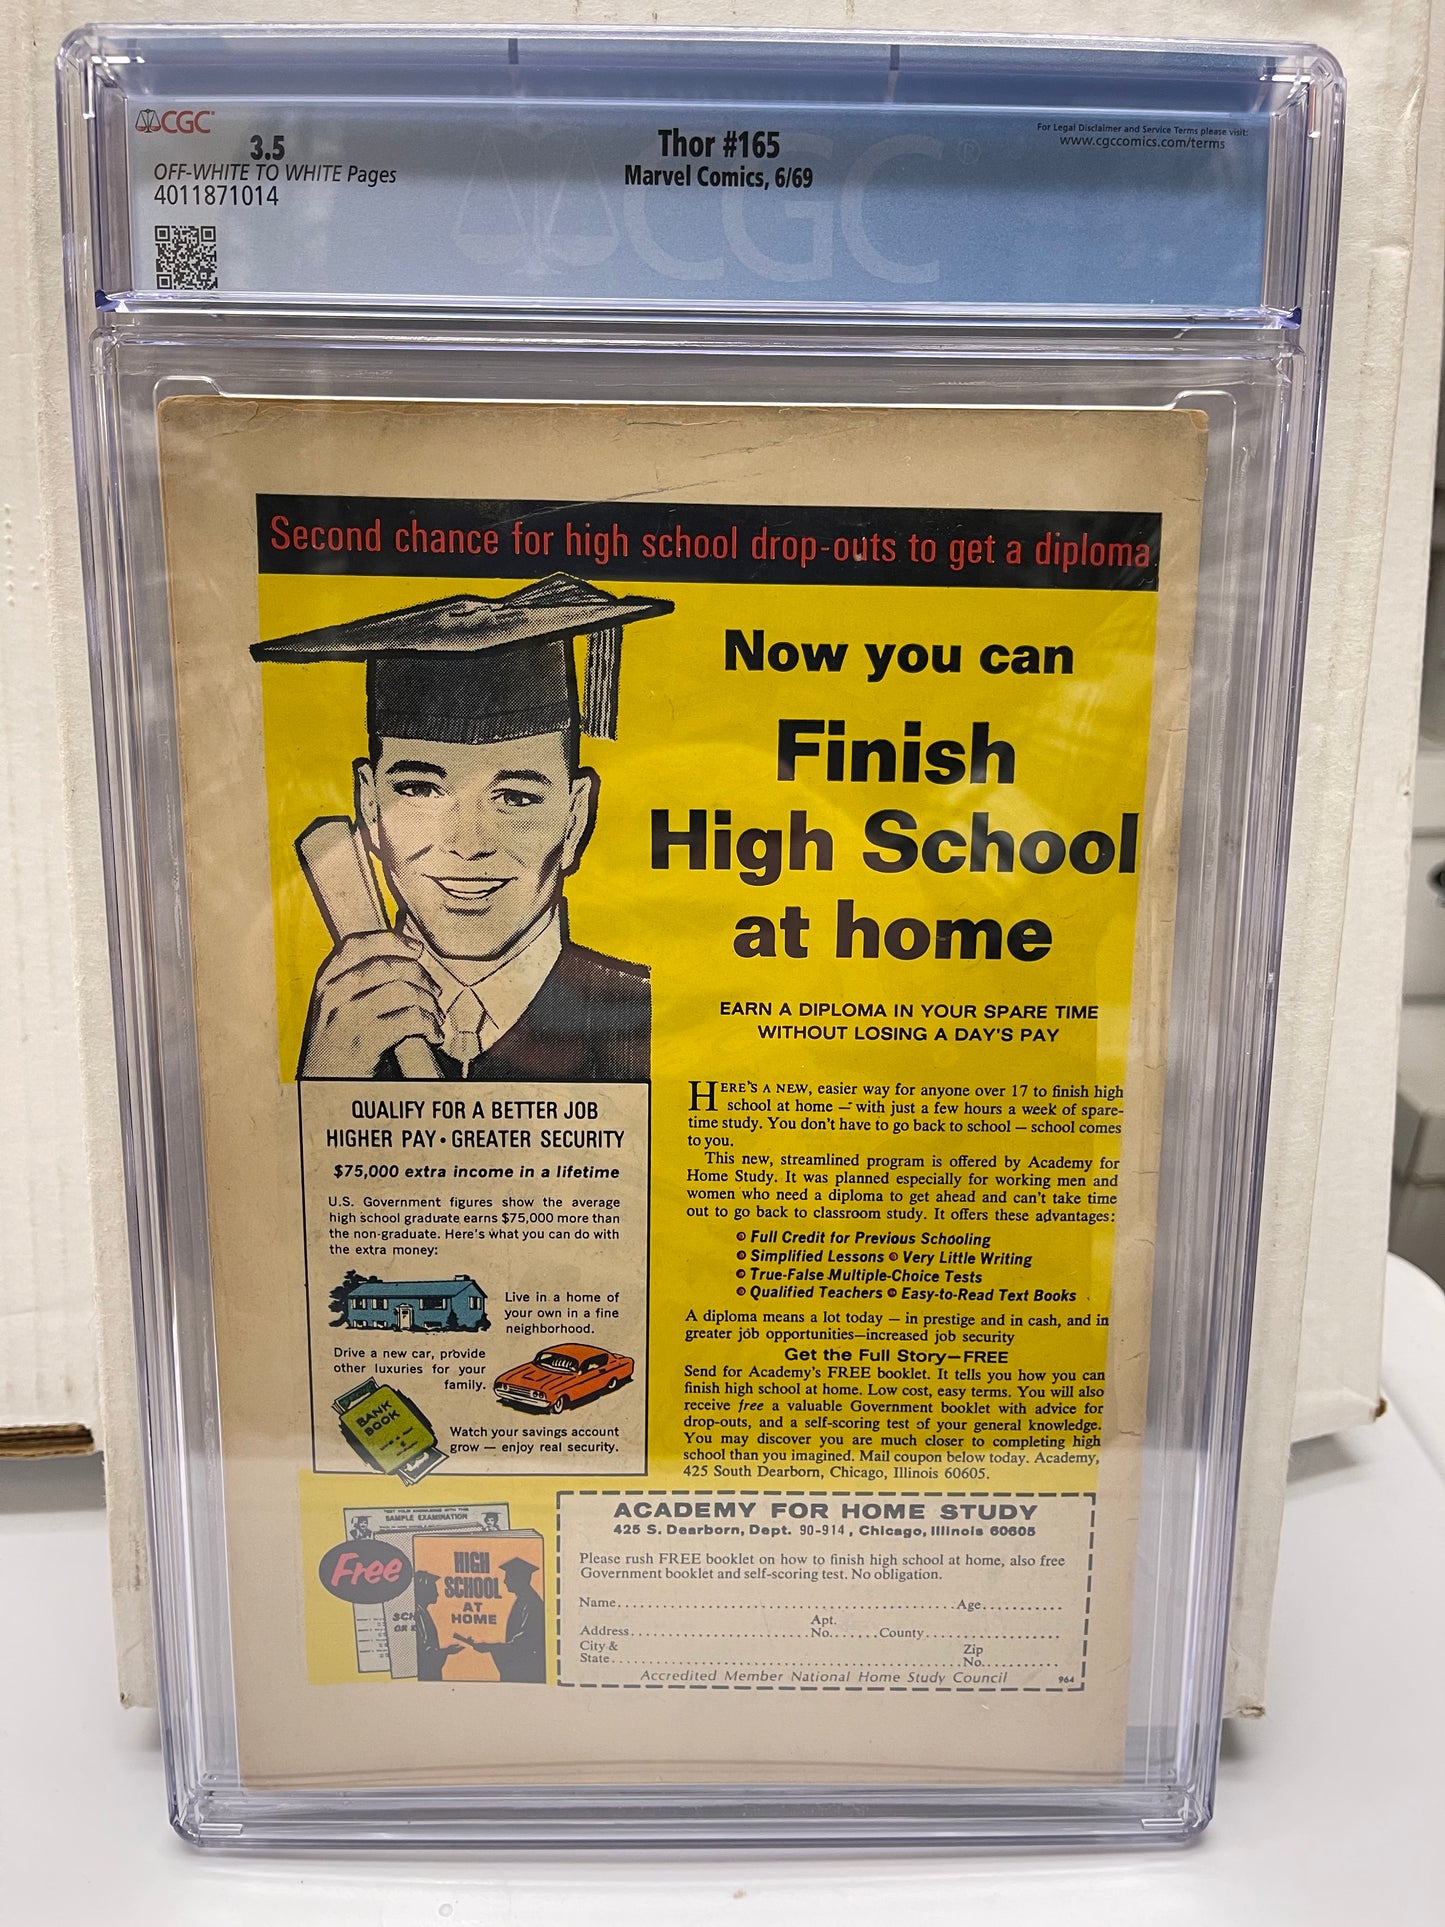 CGC
3.5
OFF-WHITE TO WHITE Pages
4011871014
Thor #165
Marvel Comics, 6/69
For Legal Disclaimer and Service Terms please visit:
www.cgccomics.com/terms
CGC
Second chance for high school drop-outs to get a diploma
Now you can
Finish
High School
at home
EARN A DIPLOMA IN YOUR SPARE TIME
WITHOUT LOSING A DAY'S PAY
QUALIFY FOR A BETTER JOB
HIGHER PAY • GREATER SECURITY
$75,000 extra income in a lifetime
U.S. Government figures show the average
high school graduate earns $75,000 more than
the non-graduate. Here's what you can do with
the extra money:
Live in a home of
your own in a fine
neighborhood.
Drive a new car, provide
other luxuries for your
family.
BANK
BOOK
Watch your savings account
grow — enjoy real security.
HERE'S A NEW, easier way for anyone over 17 to finish high
school at home — with just a few hours a week of spare-
time study. You don't have to go back to school — school comes
to you.
This new, streamlined program is offered by Academy for
Home Study. It was planned especially for working men and
women who need a diploma to get ahead and can't take time
out to go back to classroom study. It offers these advantages:
Full Credit for Previous Schooling
Simplified Lessons • Very Little Writing
True-False Multiple-Choice Tests
Qualified Teachers • Easy-to-Read Text Books
A diploma means a lot today — in prestige and in cash, and in
greater job opportunities—increased job security
Get the Full Story—FREE
Send for Academy's FREE booklet. It tells you how you can
finish high school at home. Low cost, easy terms. You will also
receive free a valuable Government booklet with advice for
drop-outs, and a self-scoring test of your general knowledge.
You may discover you are much closer to completing high
school than you imagined. Mail coupon below today. Academy,
425 South Dearborn, Chicago, Illinois 60605.
TEST YOUR KNOWLEDGE WITH THIS
SAMPLE EXAMINATION
Free
HIGH
SCHOOL
AT
HOME
ACADEMY FOR HOME STUDY
425 S. Dearborn, Dept. 90-914, Chicago, Illinois 60605
Please rush FREE booklet on how to finish high school at home, also free
Government booklet and self-scoring test. No obligation.
Name.......................................................Age............
Apt.
Address............................No.......County......................
City & Zip
State.........................................................No............
Accredited Member National Home Study Council 964